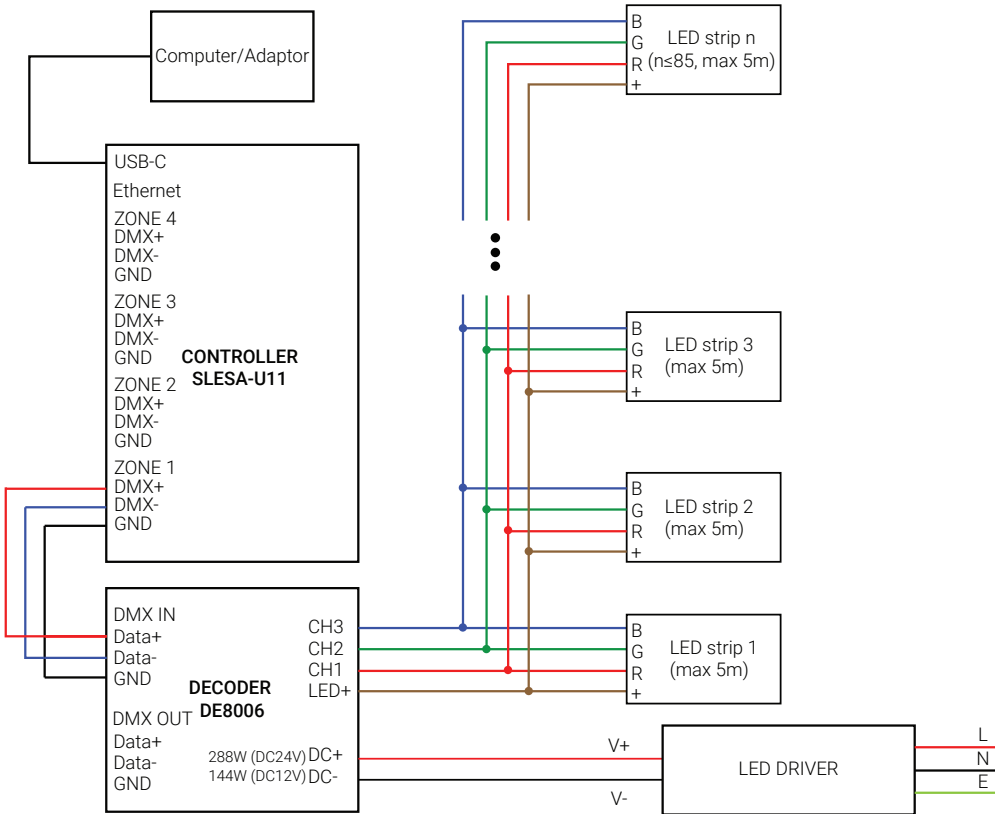 Computer/Adaptor
USB-C
Ethernet
ZONE 4
DMX+
DMX-
GND
ZONE 3
DMX+
DMX-
GND
ZONE 2
DMX+
DMX-
GND
ZONE 1
DMX+
DMX-
GND
CONTROLLER
SLESA-U11
DMX IN
Data+
Data-
GND
DMX OUT
Data+
Data-
GND
DECODER
DE8006
CH3
CH2
CH1
LED+
288W (DC24V) DC+
144W (DC12V) DC-
B
G
R
+
LED strip n
(n≤85, max 5m)
B
G
R
+
LED strip 3
(max 5m)
B
G
R
+
LED strip 2
(max 5m)
B
G
R
+
LED strip 1
(max 5m)
V+
V-
LED DRIVER
L
N
E